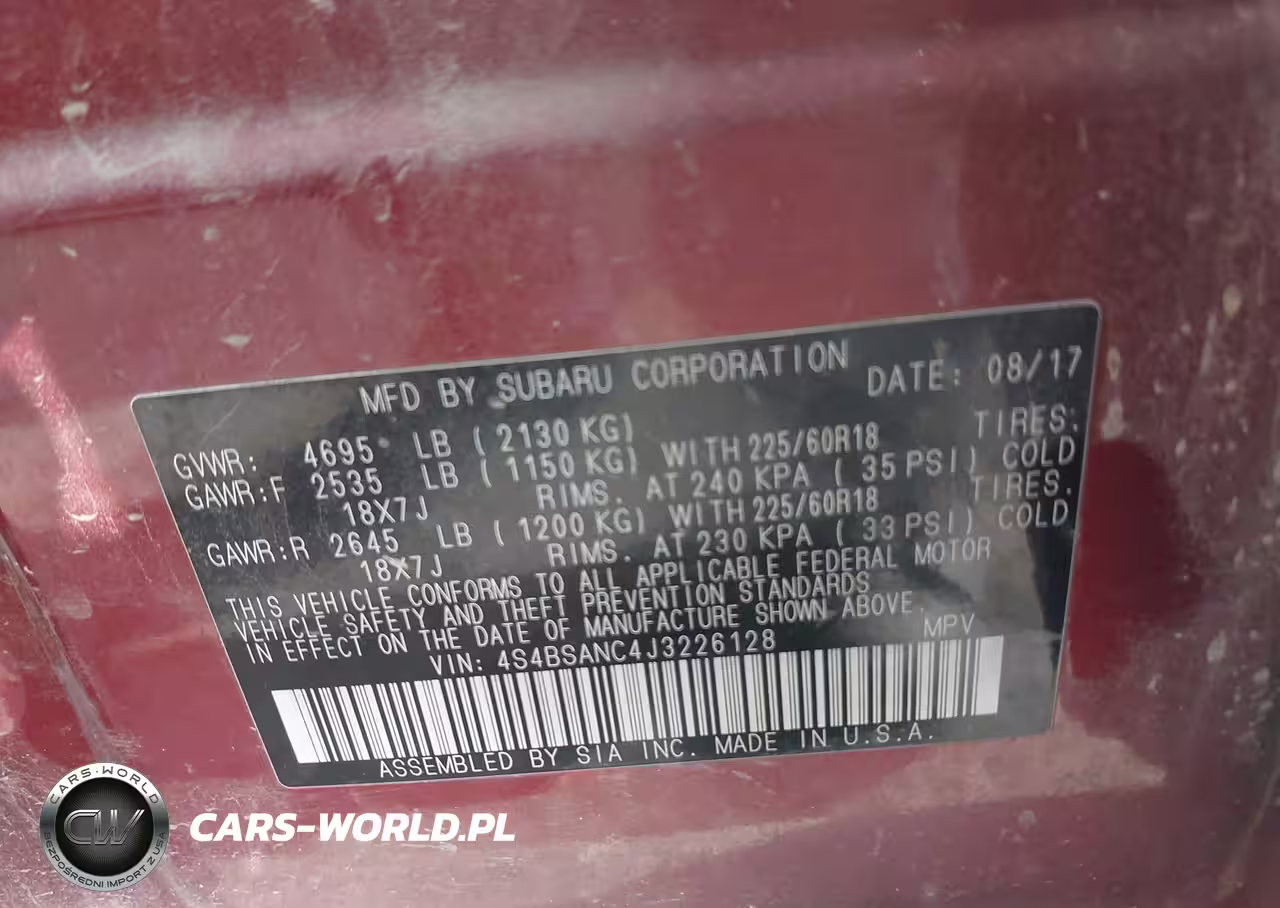 MFD BY SUBARU CORPORATION DATE: 08/17
GVWR: 4695 LB ( 2130 KG)
GAWR:F 2535 LB ( 1150 KG) WITH 225/60R18 TIRES.
18X7J RIMS. AT 240 KPA ( 35 PSI) COLD
GAWR:R 2645 LB ( 1200 KG) WITH 225/60R18 TIRES.
18X7J RIMS. AT 230 KPA ( 33 PSI) COLD
THIS VEHICLE CONFORMS TO ALL APPLICABLE FEDERAL MOTOR
VEHICLE SAFETY AND THEFT PREVENTION STANDARDS
IN EFFECT ON THE DATE OF MANUFACTURE SHOWN ABOVE.
VIN: 4S4BSANC4J3226128 MPV
ASSEMBLED BY SIA INC. MADE IN U.S.A.
CARS-WORLD
CW
BEZPOŚREDNI IMPORT Z USA
CARS-WORLD.PL